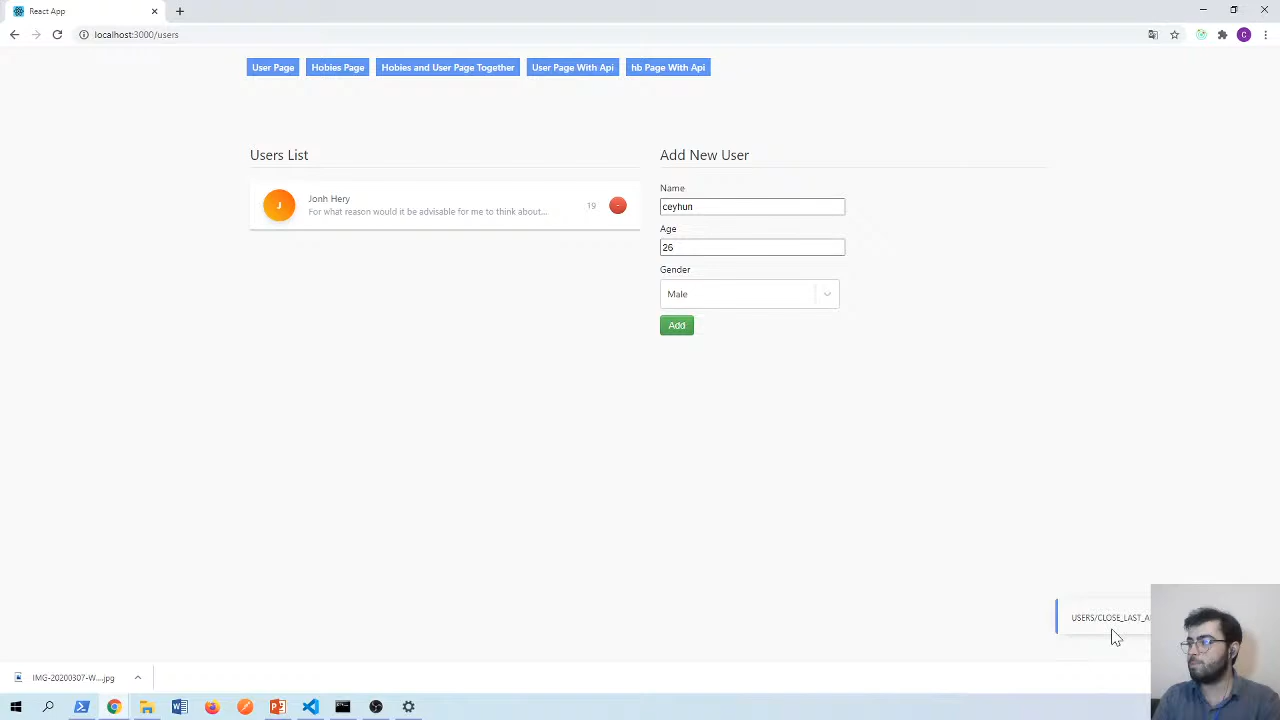 React App
localhost:3000/users
C
User Page
Hobies Page
Hobies and User Page Together
User Page With Api
hb Page With Api
Users List
J
Jonh Hery
For what reason would it be advisable for me to think about....
19
-
Add New User
Name
ceyhun
Age
26
Gender
Male
Add
USERS/CLOSE_LAST_A
IMG-20200307-W....jpg